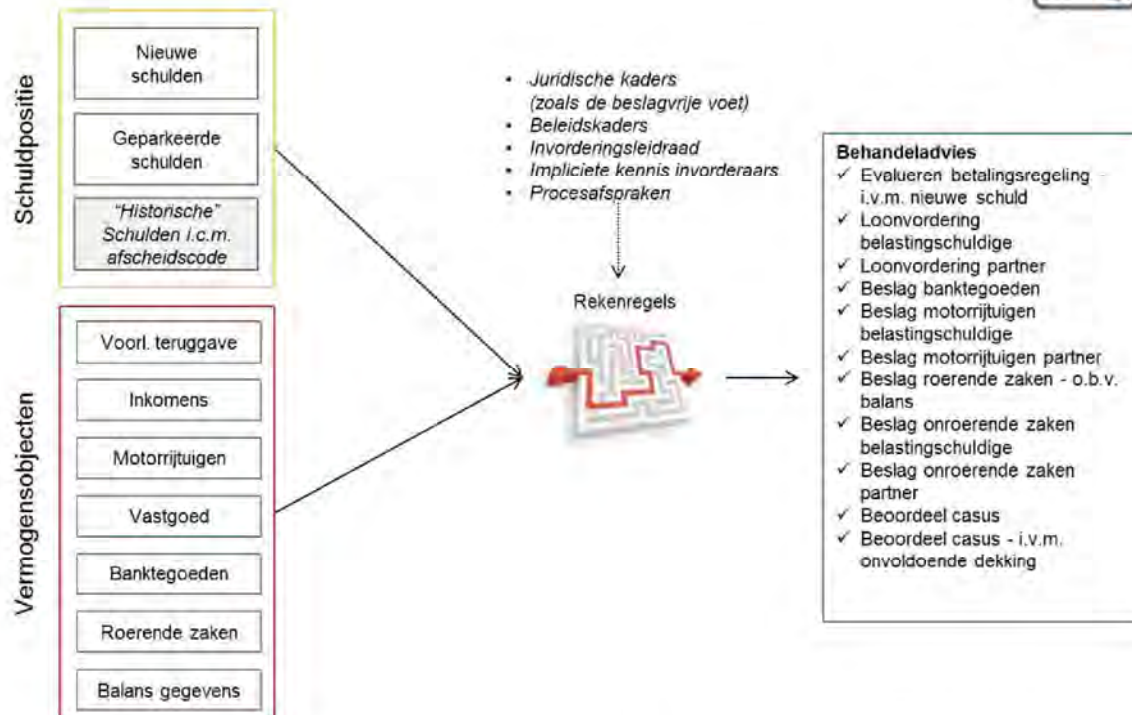 Schuldpositie
Nieuwe
schulden
Geparkeerde
schulden
"Historische"
Schulden i.c.m.
afscheidscode
Vermogensobjecten
Voorl. teruggave
Inkomens
Motorrijtuigen
Vastgoed
Banktegoeden
Roerende zaken
Balans gegevens
• Juridische kaders
(zoals de beslagvrije voet)
• Beleidskaders
• Invorderingsleidraad
• Impliciete kennis invorderaars
• Procesafspraken
Rekenregels
Behandeladvies
✓ Evalueren betalingsregeling -
i.v.m. nieuwe schuld
✓ Loonvordering
belastingschuldige
✓ Loonvordering partner
✓ Beslag banktegoeden
✓ Beslag motorrijtuigen
belastingschuldige
✓ Beslag motorrijtuigen partner
✓ Beslag roerende zaken - o.b.v.
balans
✓ Beslag onroerende zaken
belastingschuldige
✓ Beslag onroerende zaken
partner
✓ Beoordeel casus
✓ Beoordeel casus - i.v.m.
onvoldoende dekking